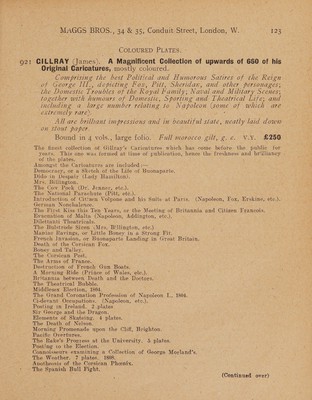 MAGGS BROS., 34 & 35, Conduit Street, London, W. 123
COLOURED PLATES.
921 GILLRAY (James). A Magnificent Collection of upwards of 650 of his
Original Caricatures, mostly coloured.
Comprising the best Political and Humorous Satires of the Reign
of George III., depicting Fox, Pitt, Sheridan, and other personages;
the Domestic Troubles of the Royal Family; Naval and Military Scenes;
together with humours of Domestic, Sporting and Theatrical Life; and
including a large number relating to Napoleon (some of which are
extremely rare).
All are brilliant impressions and in beautiful state, neatly laid down
on stout paper.
Bound in 4 vols., large folio. Full morocco gilt, g. e. V.Y. £250
The finest collection of Gillray's Caricatures which has come before the public for
years. This one was formed at time of publication, hence the freshness and brilliancy
of the plates.
Amongst the Caricatures are included:—
Democracy, or a Sketch of the Life of Buonaparte.
Dido in Despair (Lady Hamilton).
Mrs. Billington.
The Cow Pock (Dr. Jenner, etc.).
The National Parachute (Pitt, etc.).
Introduction of Citizen Volpone and his Suite at Paris. (Napoleon, Fox, Erskine, etc.).
German Nonchalence.
The First Kiss this Ten Years, or the Meeting of Britannia and Citizen Francois.
Evacuation of Malta (Napoleon, Addington, etc.).
Dilettanti Theatricals.
The Bulstrode Siren (Mrs. Billington, etc.)
Maniac Ravings, or Little Boney in a Strong Fit.
French Invasion, or Buonaparte Landing in Great Britain.
Death of the Corsican Fox.
Boney and Talley.
The Corsican Pest.
The Arms of France.
Destruction of French Gun Boats.
A Morning Ride (Prince of Wales, etc.).
Britannia between Death and the Doctors.
The Theatrical Bubble.
Middlesex Election, 1804.
The Grand Coronation Procession of Napoleon I., 1804.
Ci-devant Occupations. (Napoleon, etc.).
Posting in Ireland. 2 plates.
Sir George and the Dragon.
Elements of Skateing. 4 plates.
The Death of Nelson.
Morning Promenade upon the Cliff, Brighton.
Pacific Overtures.
The Rake's Progress at the University. 5 plates.
Posting to the Election.
Connoisseurs examining a Collection of George Morland's.
The Weather. 7 plates. 1808.
Apotheosis of the Corsican Phoenix.
The Spanish Bull Fight.
(Continued over)